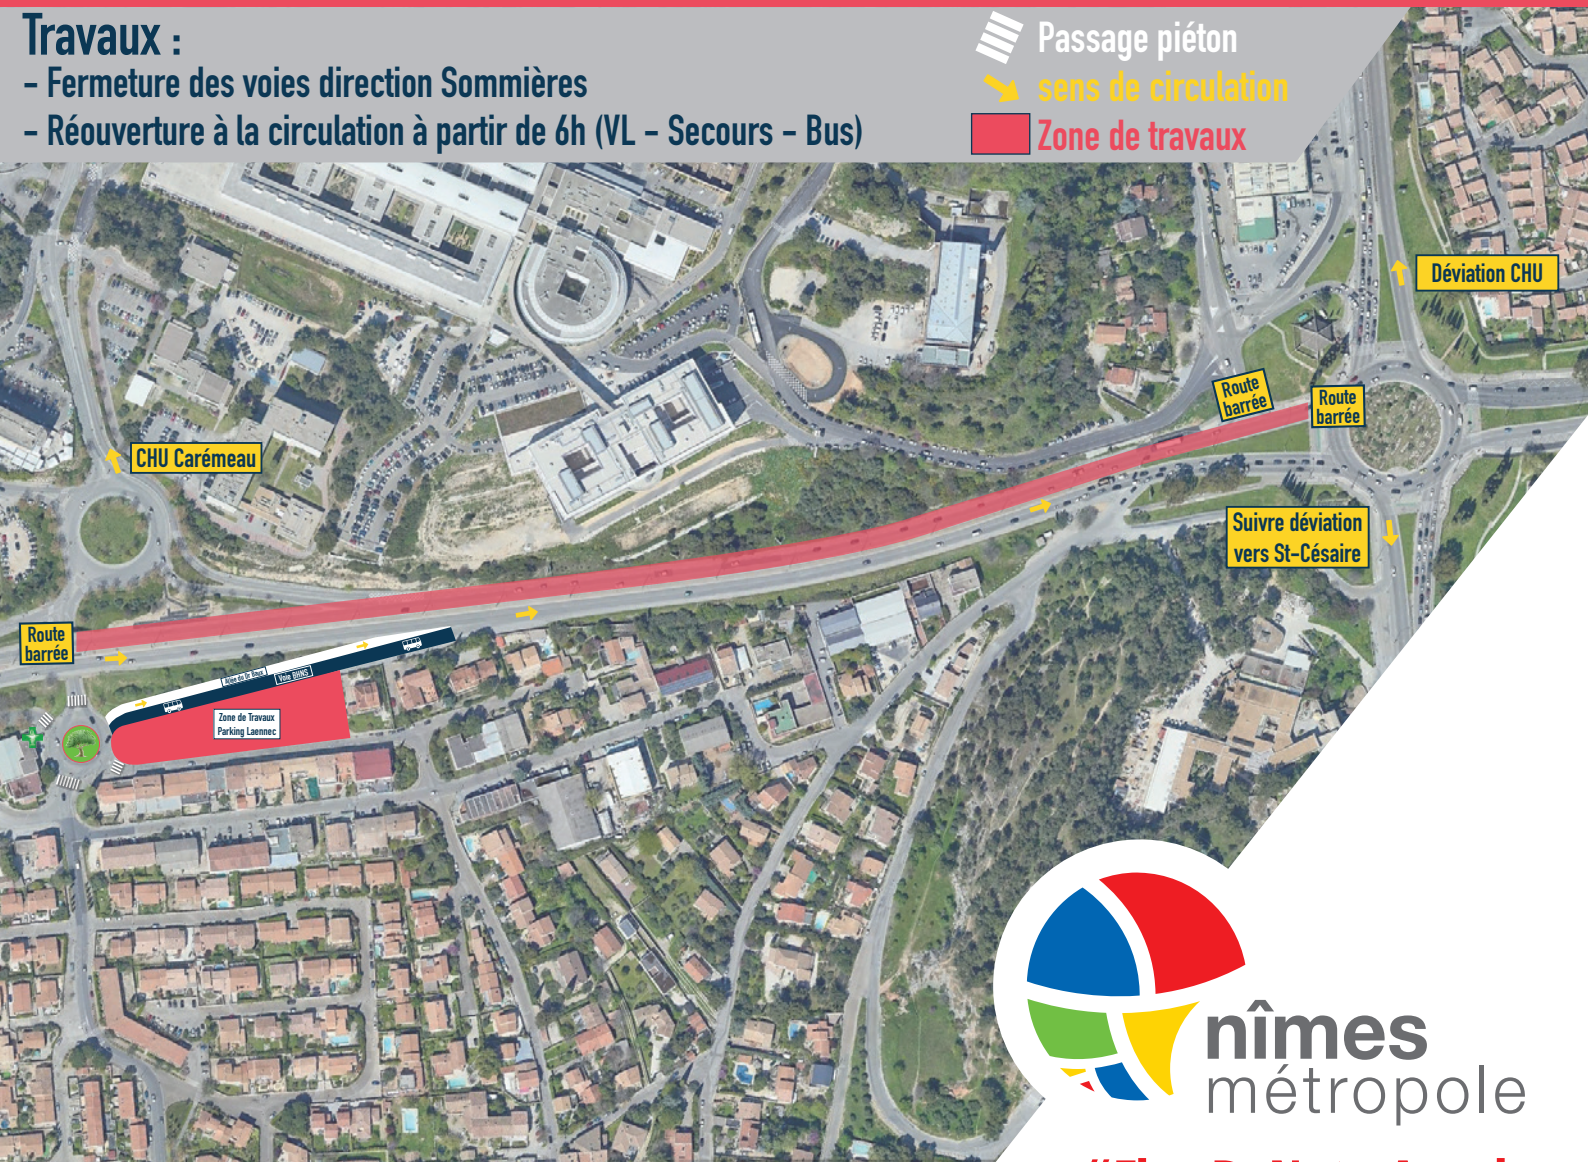 Travaux :
- Fermeture des voies direction Sommières
- Réouverture à la circulation à partir de 6h (VL - Secours - Bus)
Passage piéton
sens de circulation
Zone de travaux
Déviation CHU
Route
barrée
Route
barrée
CHU Carémeau
Suivre déviation
vers St-Césaire
Route
barrée
Voie BHNS
Zone de Travaux
Parking Laennec
nîmes
métropole